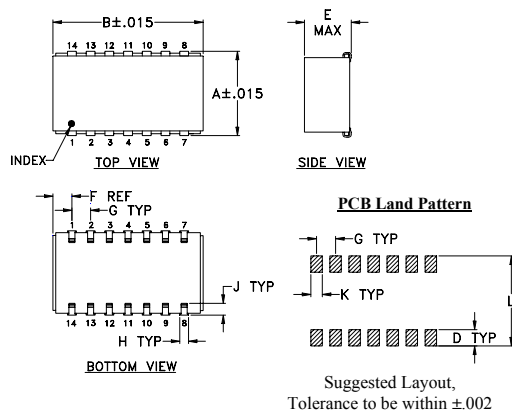 B±.015
14 13 12 11 10 9 8
A±.015
INDEX
1 2 3 4 5 6 7
TOP VIEW
E
MAX
SIDE VIEW
F REF
G TYP
1 2 3 4 5 6 7
J TYP
14 13 12 11 10 9 8
H TYP
BOTTOM VIEW
PCB Land Pattern
G TYP
K TYP
L
D TYP
Suggested Layout,
Tolerance to be within ±.002